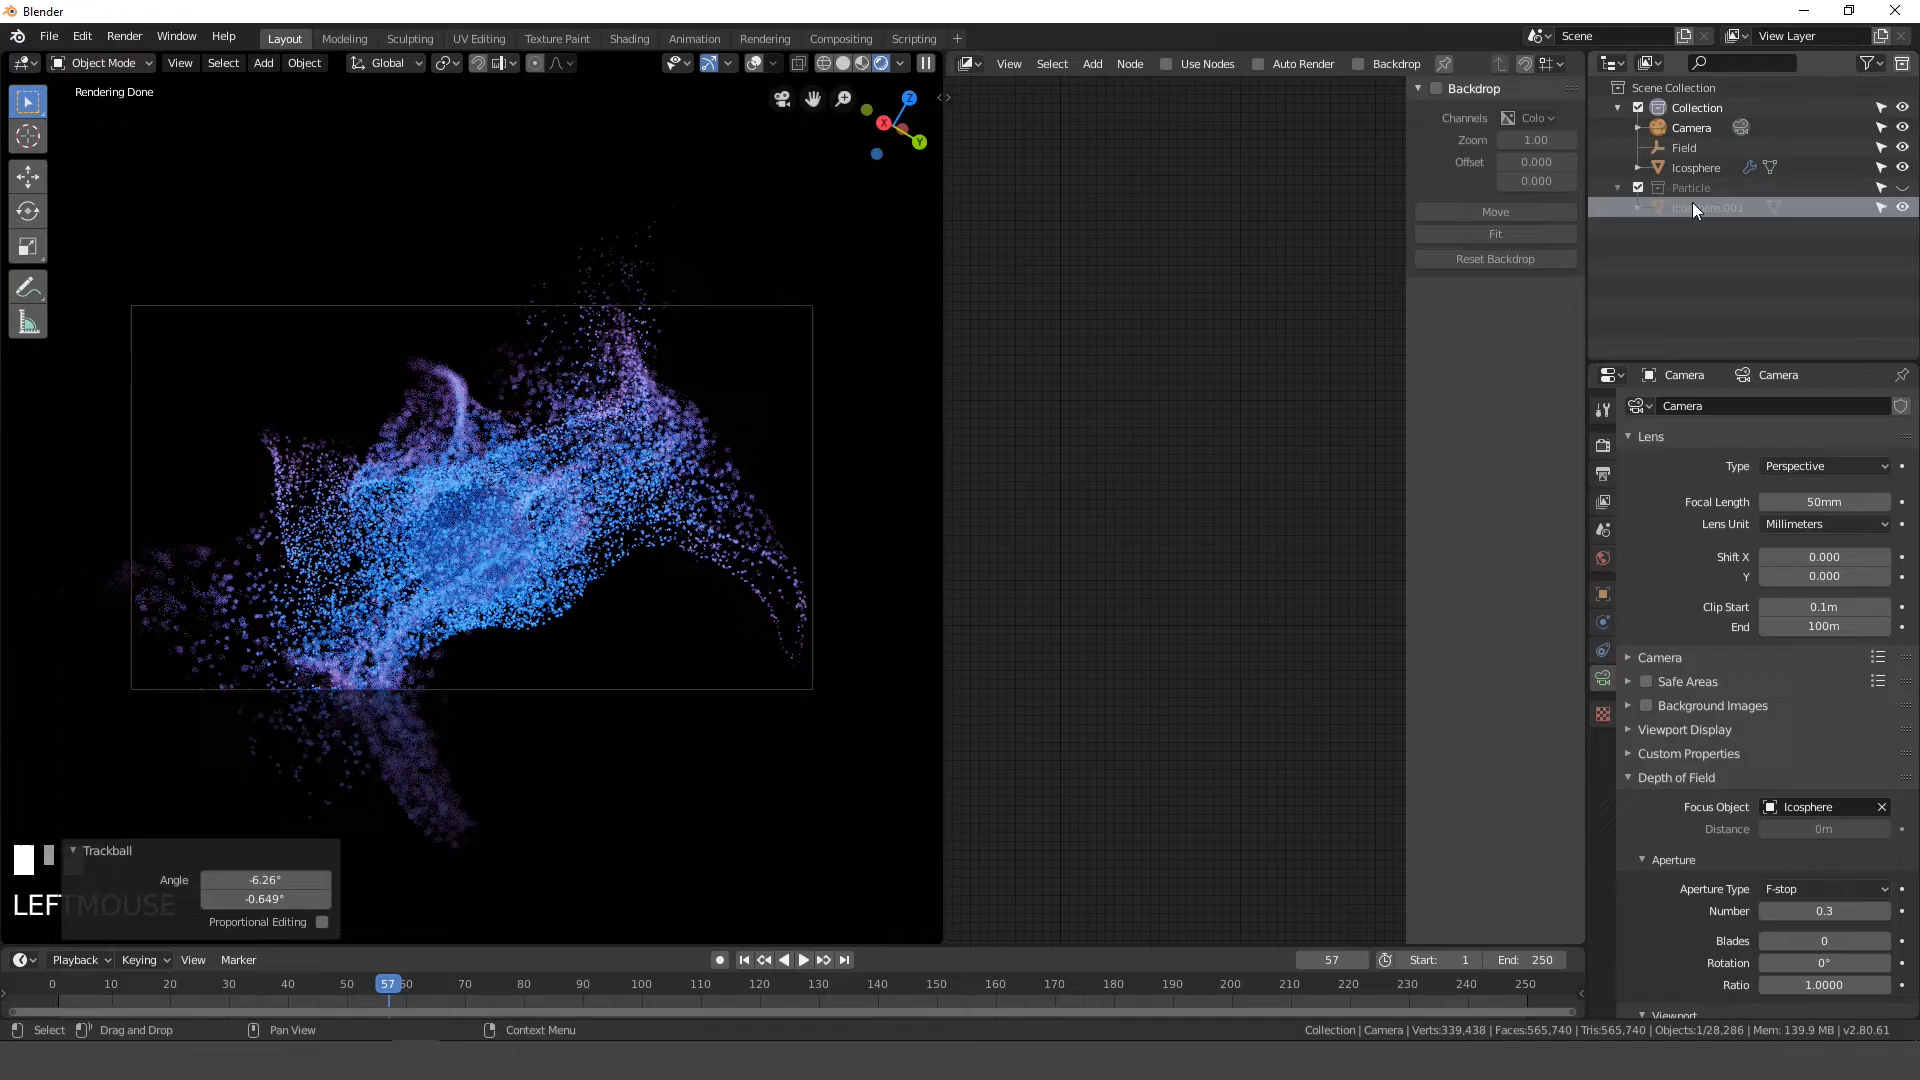 Blender
File Edit Render Window Help
Layout Modeling Sculpting UV Editing Texture Paint Shading Animation Rendering Compositing Scripting +
Scene View Layer
Object Mode View Select Add Object Global
View Select Add Node Use Nodes Auto Render Backdrop
Rendering Done
Z
X
Y
Backdrop
Channels Colo
Zoom 1.00
Offset 0.000
0.000
Move
Fit
Reset Backdrop
Scene Collection
Collection
Camera
Field
Icosphere
Particle
Camera Camera
Camera
Lens
Type Perspective
Focal Length 50mm
Lens Unit Millimeters
Shift X 0.000
Y 0.000
Clip Start 0.1m
End 100m
Camera
Safe Areas
Background Images
Viewport Display
Custom Properties
Depth of Field
Focus Object Icosphere
Distance 0m
Aperture
Aperture Type F-stop
Number 0.3
Blades 0
Rotation 0°
Ratio 1.0000
Viewport
Trackball
Angle -6.26°
-0.649°
Proportional Editing
LEFTMOUSE
Playback Keying View Marker 57 Start: 1 End: 250
0 10 20 30 40 50 57 60 70 80 90 100 110 120 130 140 150 160 170 180 190 200 210 220 230 240 250
Select Drag and Drop Pan View Context Menu
Collection | Camera | Verts:339,438 | Faces:565,740 | Tris:565,740 | Objects:1/28,286 | Mem: 139.9 MB | v2.80.61